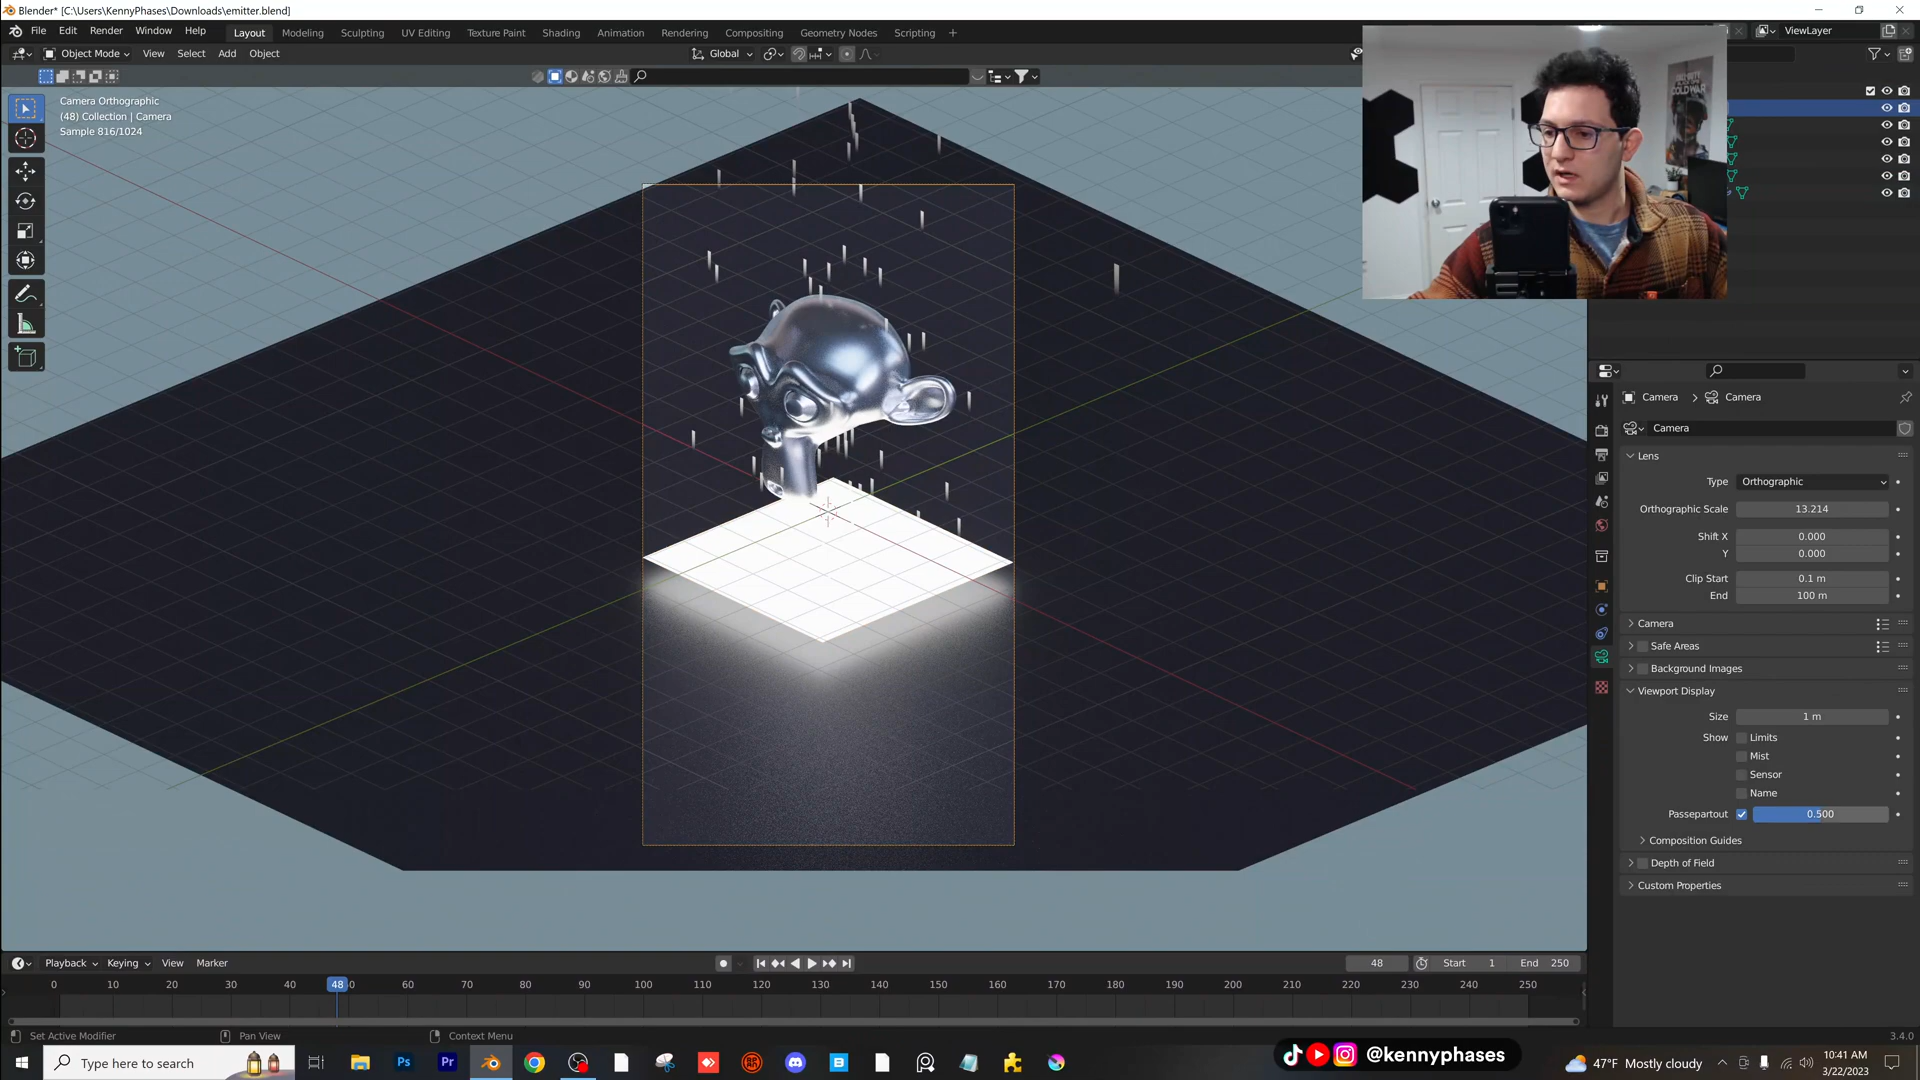 Blender* [C:\Users\KennyPhases\Downloads\emitter.blend]
File Edit Render Window Help Layout Modeling Sculpting UV Editing Texture Paint Shading Animation Rendering Compositing Geometry Nodes Scripting + ViewLayer
Object Mode View Select Add Object Global
Camera Orthographic
(48) Collection | Camera
Sample 816/1024
COLD WAR
Camera > Camera
Camera
Lens
Type Orthographic
Orthographic Scale 13.214
Shift X 0.000
Y 0.000
Clip Start 0.1 m
End 100 m
Camera
Safe Areas
Background Images
Viewport Display
Size 1 m
Show Limits
Mist
Sensor
Name
Passepartout 0.500
Composition Guides
Depth of Field
Custom Properties
Playback Keying View Marker 48 Start 1 End 250
0 10 20 30 40 48 60 70 80 90 100 110 120 130 140 150 160 170 180 190 200 210 220 230 240 250
Set Active Modifier Pan View Context Menu 3.4.0
@kennyphases
Type here to search Ps Pr 47°F Mostly cloudy 10:41 AM
3/22/2023